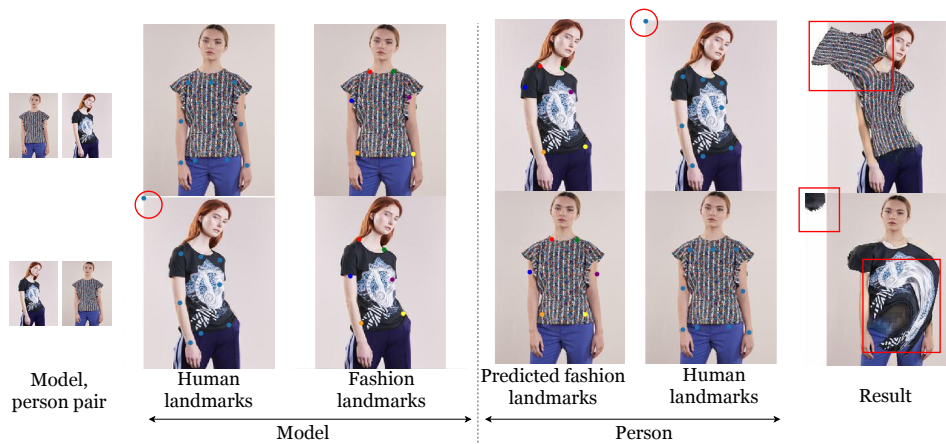 Model,
person pair
Human
landmarks
Fashion
landmarks
Predicted fashion
landmarks
Human
landmarks
Result
Model
Person